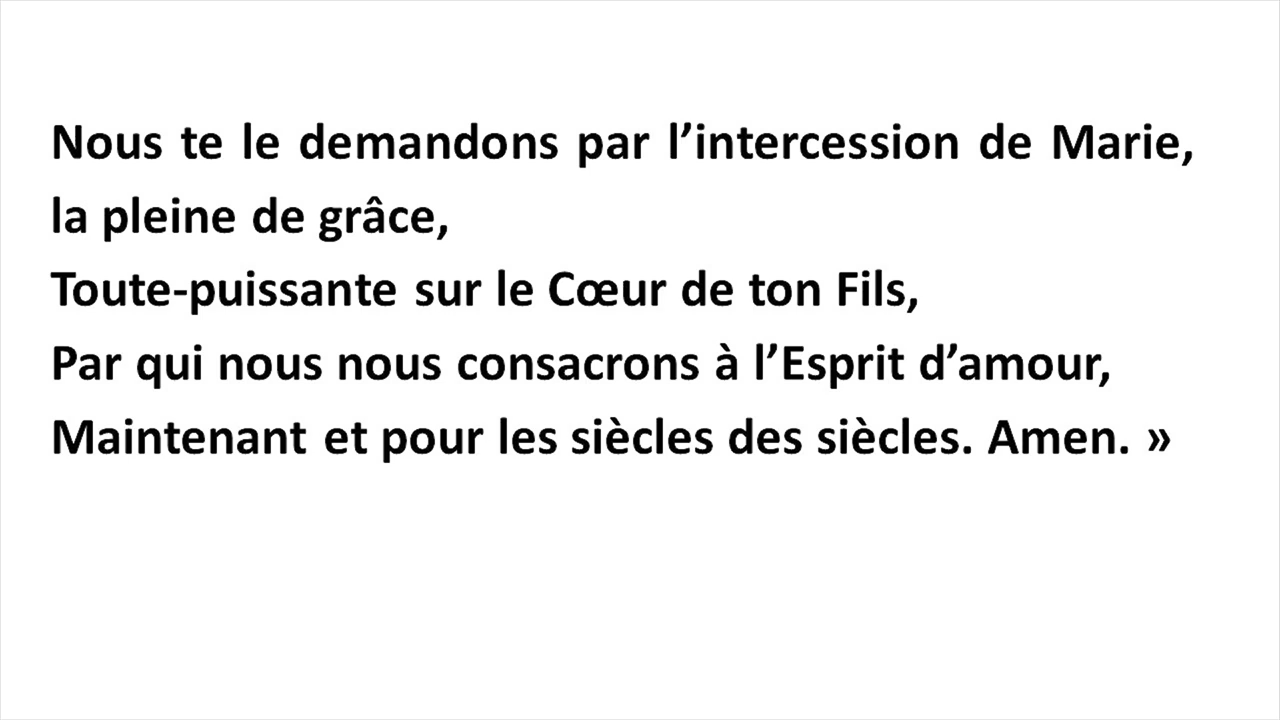 Nous te le demandons par l’intercession de Marie,
la pleine de grâce,
Toute-puissante sur le Cœur de ton Fils,
Par qui nous nous consacrons à l’Esprit d’amour,
Maintenant et pour les siècles des siècles. Amen. »